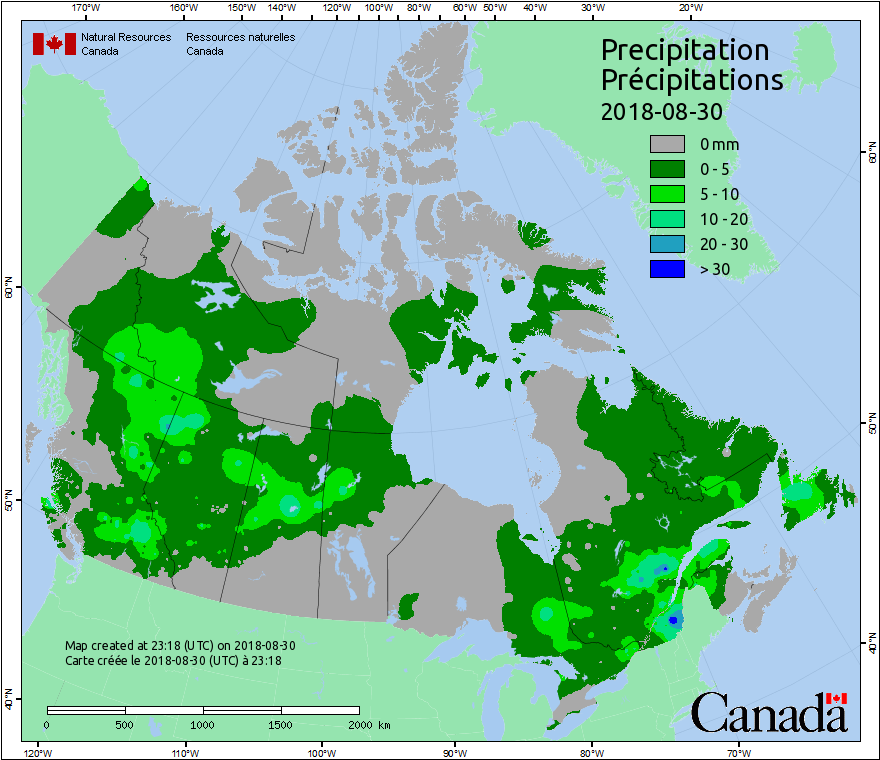 170°W 160°W 150°W 140°W 130°W 120°W 110°W 100°W 90°W 80°W 60°W 50°W 40°W 30°W 20°W
Natural Resources Canada
Ressources naturelles Canada
Precipitation
Précipitations
2018-08-30
0 mm
0 - 5
5 - 10
10 - 20
20 - 30
> 30
60°N
60°N
50°N
50°N
40°N
40°N
Map created at 23:18 (UTC) on 2018-08-30
Carte créée le 2018-08-30 (UTC) à 23:18
0 500 1000 1500 2000 km
Canada
120°W 110°W 100°W 90°W 80°W 70°W